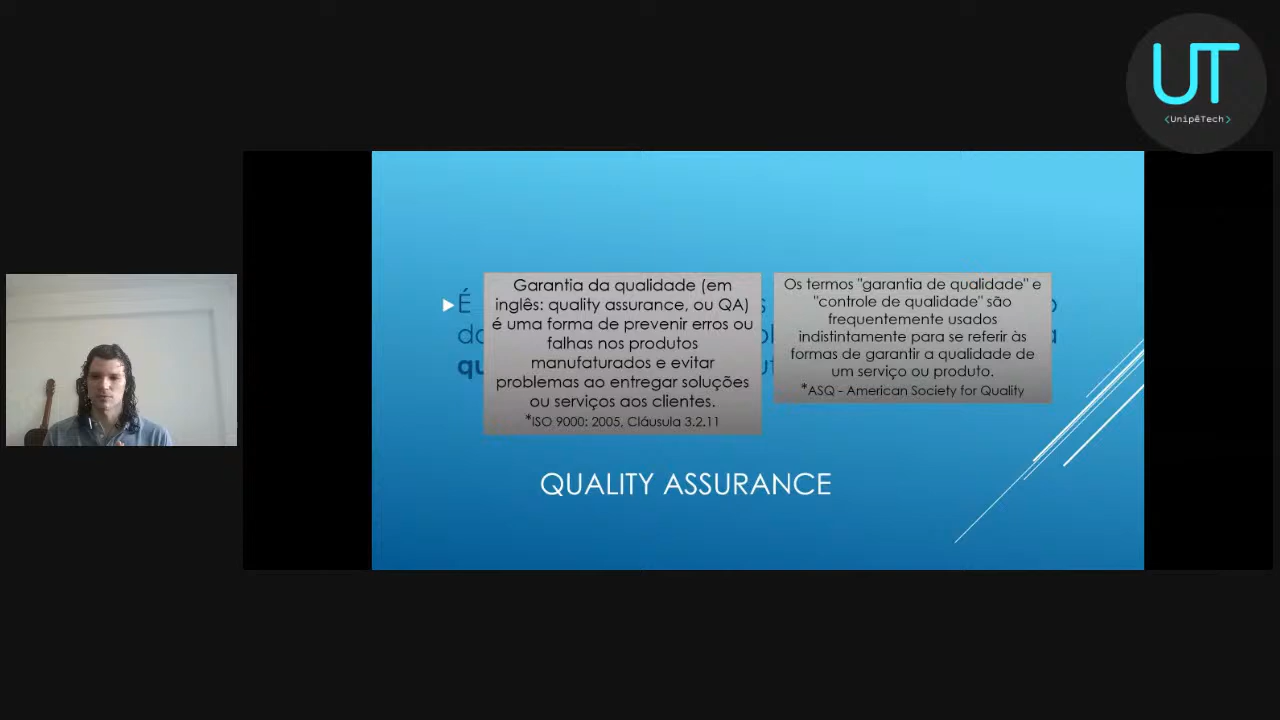 UT
<UnipêTech>
Garantia da qualidade (em
inglês: quality assurance, ou QA)
é uma forma de prevenir erros ou
falhas nos produtos
manufaturados e evitar
problemas ao entregar soluções
ou serviços aos clientes.
*ISO 9000: 2005, Cláusula 3.2.11
Os termos "garantia de qualidade" e
"controle de qualidade" são
frequentemente usados
indistintamente para se referir às
formas de garantir a qualidade de
um serviço ou produto.
*ASQ - American Society for Quality
É
QUALITY ASSURANCE